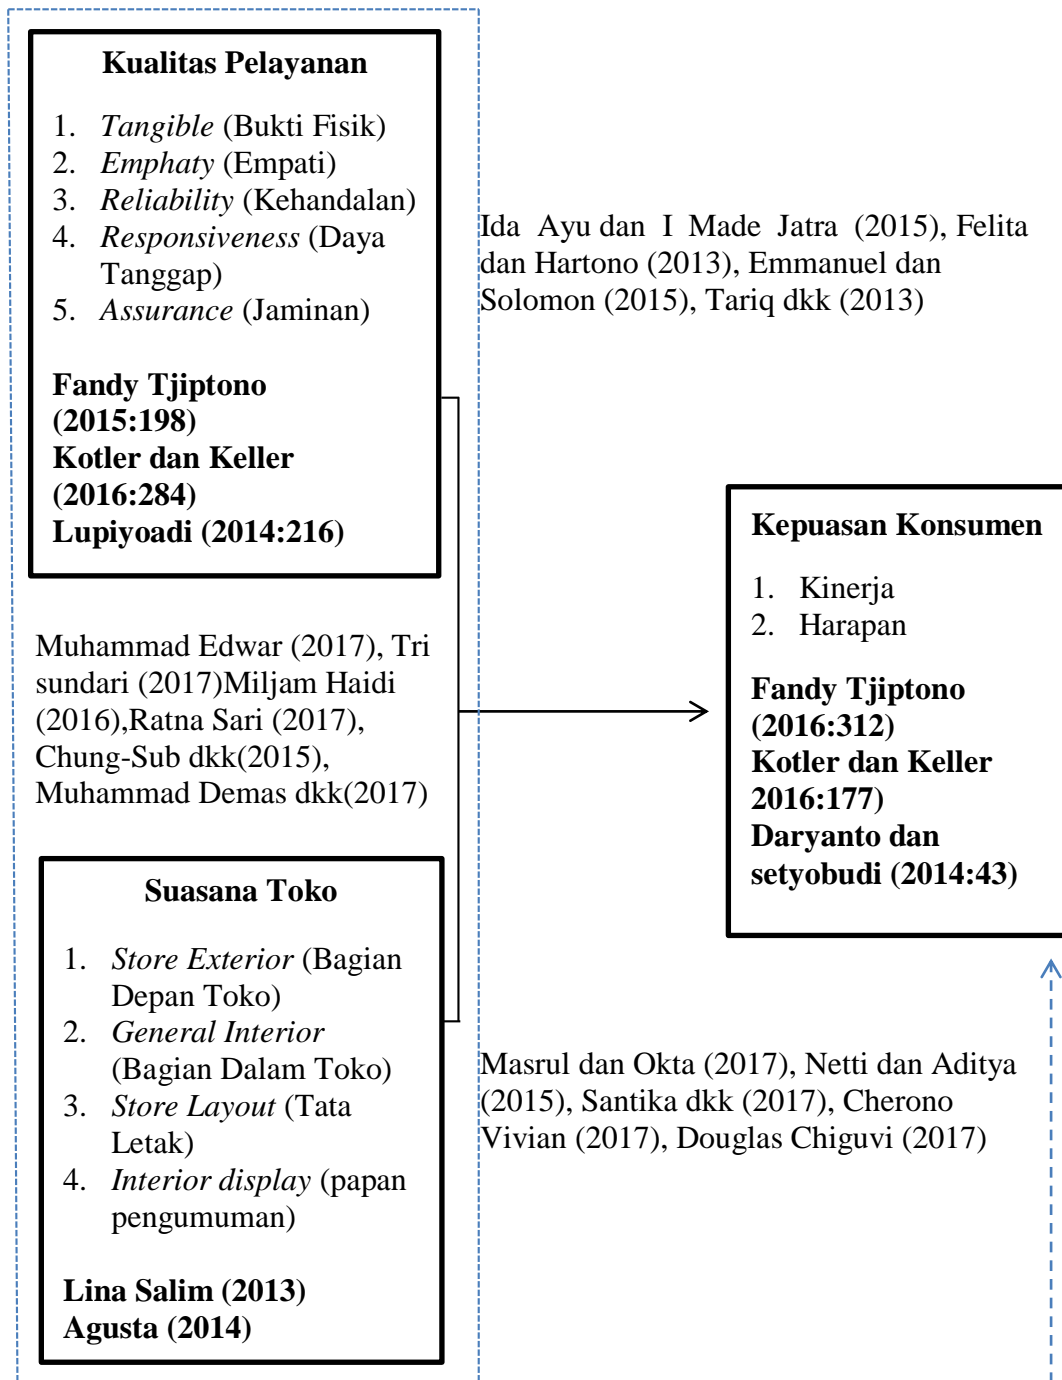 Kualitas Pelayanan
1. Tangible (Bukti Fisik)
2. Emphaty (Empati)
3. Reliability (Kehandalan)
4. Responsiveness (Daya
Tanggap)
5. Assurance (Jaminan)
Fandy Tjiptono
(2015:198)
Kotler dan Keller
(2016:284)
Lupiyoadi (2014:216)
Ida Ayu dan I Made Jatra (2015), Felita
dan Hartono (2013), Emmanuel dan
Solomon (2015), Tariq dkk (2013)
Muhammad Edwar (2017), Tri
sundari (2017)Miljam Haidi
(2016),Ratna Sari (2017),
Chung-Sub dkk(2015),
Muhammad Demas dkk(2017)
Kepuasan Konsumen
1. Kinerja
2. Harapan
Fandy Tjiptono
(2016:312)
Kotler dan Keller
2016:177)
Daryanto dan
setyobudi (2014:43)
Suasana Toko
1. Store Exterior (Bagian
Depan Toko)
2. General Interior
(Bagian Dalam Toko)
3. Store Layout (Tata
Letak)
4. Interior display (papan
pengumuman)
Lina Salim (2013)
Agusta (2014)
Masrul dan Okta (2017), Netti dan Aditya
(2015), Santika dkk (2017), Cherono
Vivian (2017), Douglas Chiguvi (2017)